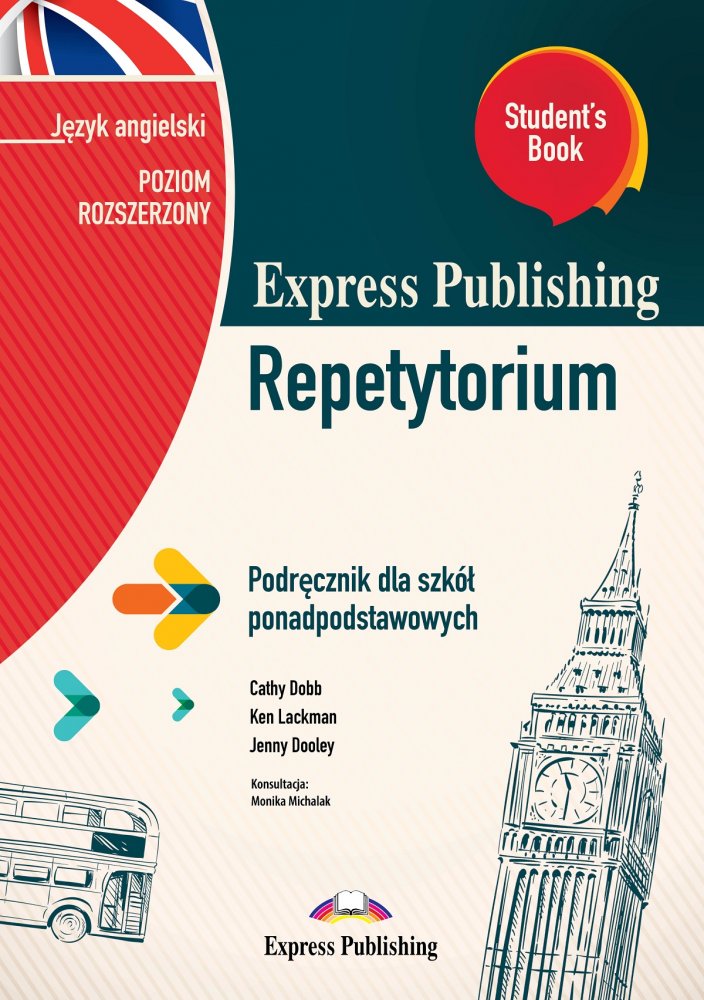 Język angielski
POZIOM
ROZSZERZONY
Student's
Book
Express Publishing
Repetytorium
Podręcznik dla szkół
ponadpodstawowych
Cathy Dobb
Ken Lackman
Jenny Dooley
Konsultacja:
Monika Michalak
Express Publishing